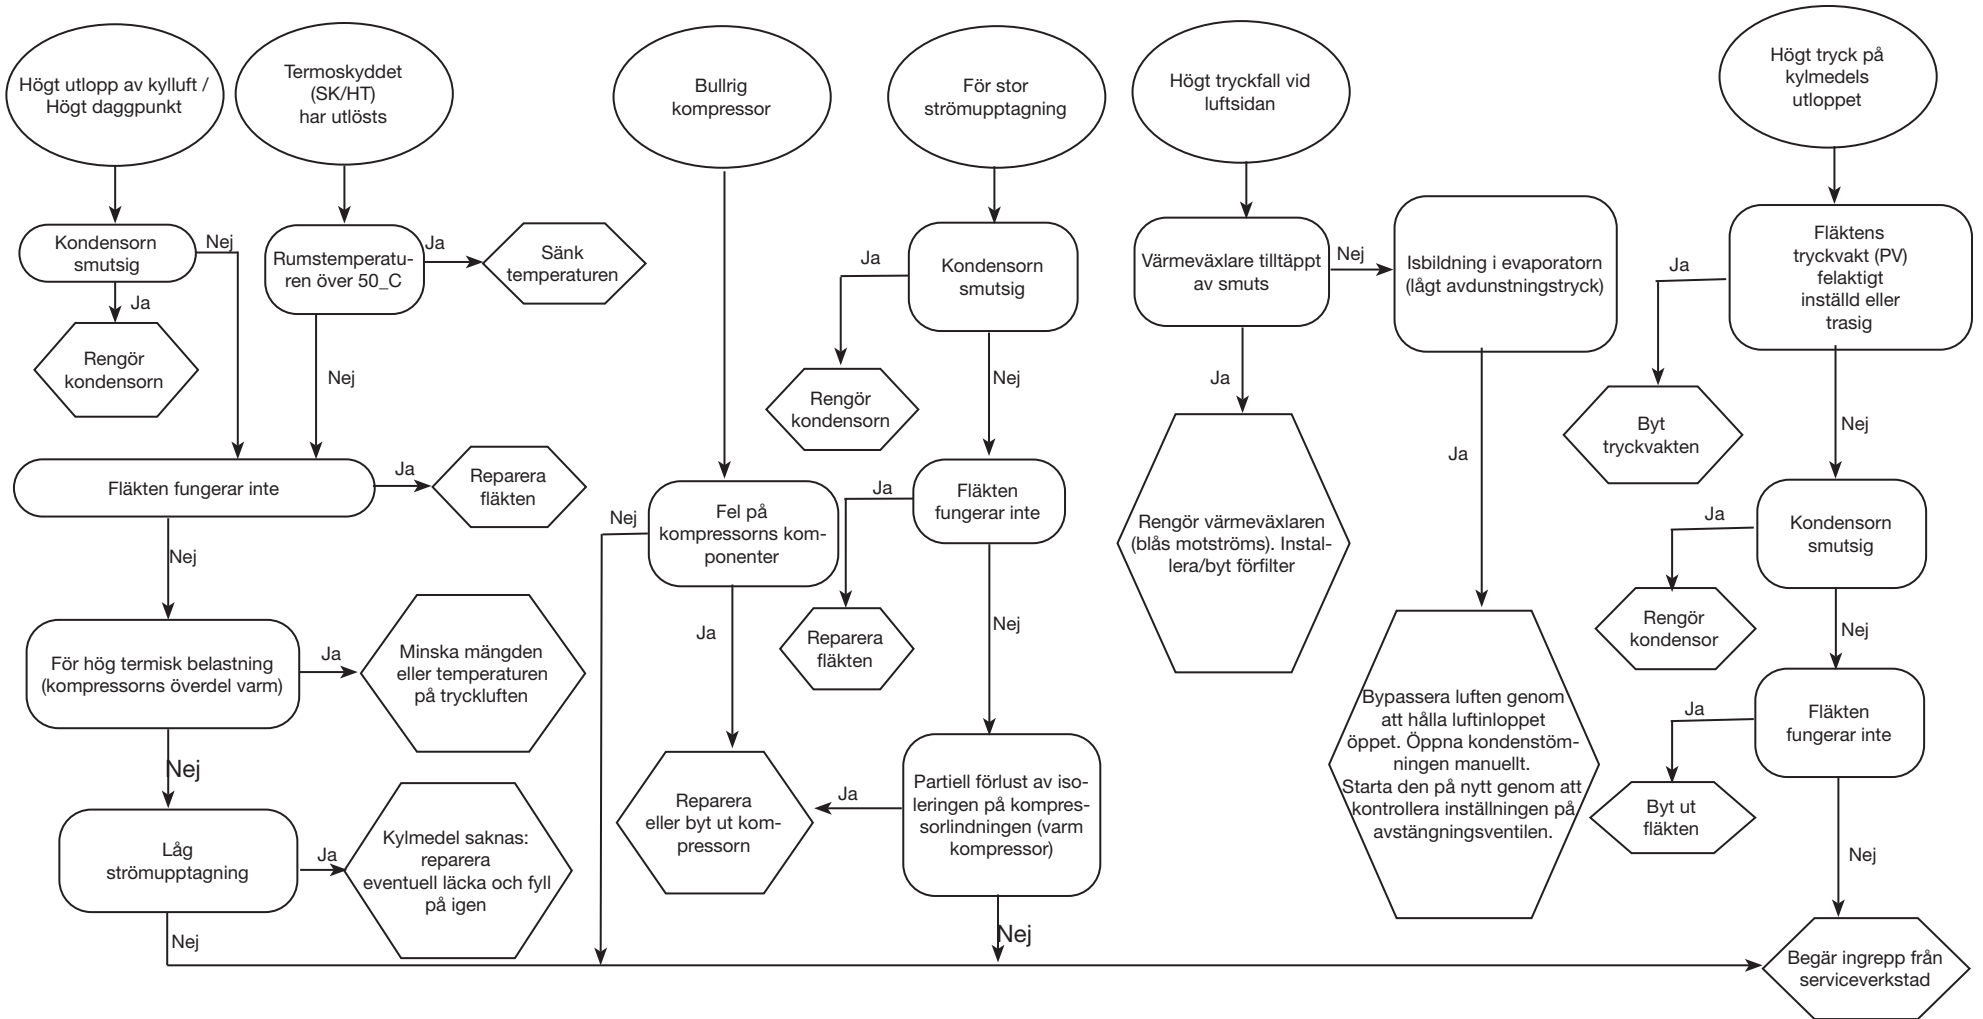 Högt utlopp av kylluft /
Högt daggpunkt
Kondensorn
smutsig
Nej
Ja
Rengör
kondensorn
Termoskyddet
(SK/HT)
har utlösts
Rumstemperatu-
ren över 50_C
Ja
Sänk
temperaturen
Nej
Fläkten fungerar inte
Ja
Reparera
fläkten
Nej
För hög termisk belastning
(kompressorns överdel varm)
Ja
Minska mängden
eller temperaturen
på tryckluften
Nej
Låg
strömupptagning
Ja
Kylmedel saknas:
reparera
eventuell läcka och fyll
på igen
Nej
Bullrig
kompressor
Fel på
kompressorns kom-
ponenter
Nej
Ja
Reparera
eller byt ut kom-
pressorn
För stor
strömupptagning
Kondensorn
smutsig
Ja
Rengör
kondensorn
Nej
Fläkten
fungerar inte
Ja
Reparera
fläkten
Nej
Partiell förlust av iso-
leringen på kompres-
sorlindningen (varm
kompressor)
Ja
Nej
Högt tryckfall vid
luftsidan
Värmeväxlare tilltäppt
av smuts
Nej
Ja
Rengör värmeväxlaren
(blås motströms). Instal-
lera/byt förfilter
Isbildning i evaporatorn
(lågt avdunstningstryck)
Ja
Bypassera luften genom
att hålla luftinloppet
öppet. Öppna kondenstöm-
ningen manuellt.
Starta den på nytt genom att
kontrollera inställningen på
avstängningsventilen.
Högt tryck på
kylmedels
utloppet
Fläktens
tryckvakt (PV)
felaktigt
inställd eller
trasig
Ja
Byt
tryckvakten
Nej
Kondensorn
smutsig
Ja
Rengör
kondensor
Nej
Fläkten
fungerar inte
Ja
Byt ut
fläkten
Nej
Begär ingrepp från
serviceverkstad